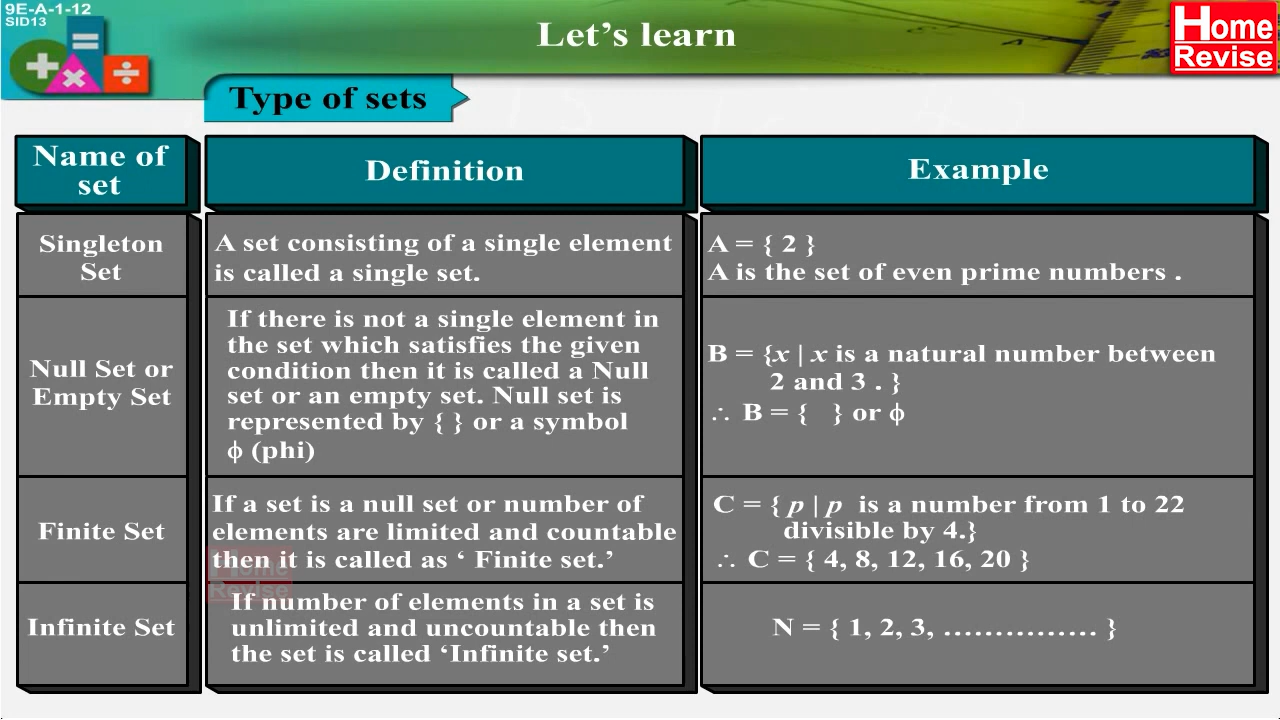 9E-A-1-12
SID13
Let’s learn
Home
Revise
Type of sets
Name of
set
Definition
Example
Singleton
Set
A set consisting of a single element
is called a single set.
A = { 2 }
A is the set of even prime numbers .
Null Set or
Empty Set
If there is not a single element in
the set which satisfies the given
condition then it is called a Null
set or an empty set. Null set is
represented by { } or a symbol
ϕ (phi)
B = {x | x is a natural number between
2 and 3 . }
∴ B = {   } or ϕ
Finite Set
If a set is a null set or number of
elements are limited and countable
then it is called as ‘ Finite set.’
C = { p | p is a number from 1 to 22
divisible by 4.}
∴ C = { 4, 8, 12, 16, 20 }
Home
Revise
Infinite Set
If number of elements in a set is
unlimited and uncountable then
the set is called ‘Infinite set.’
N = { 1, 2, 3, …………… }